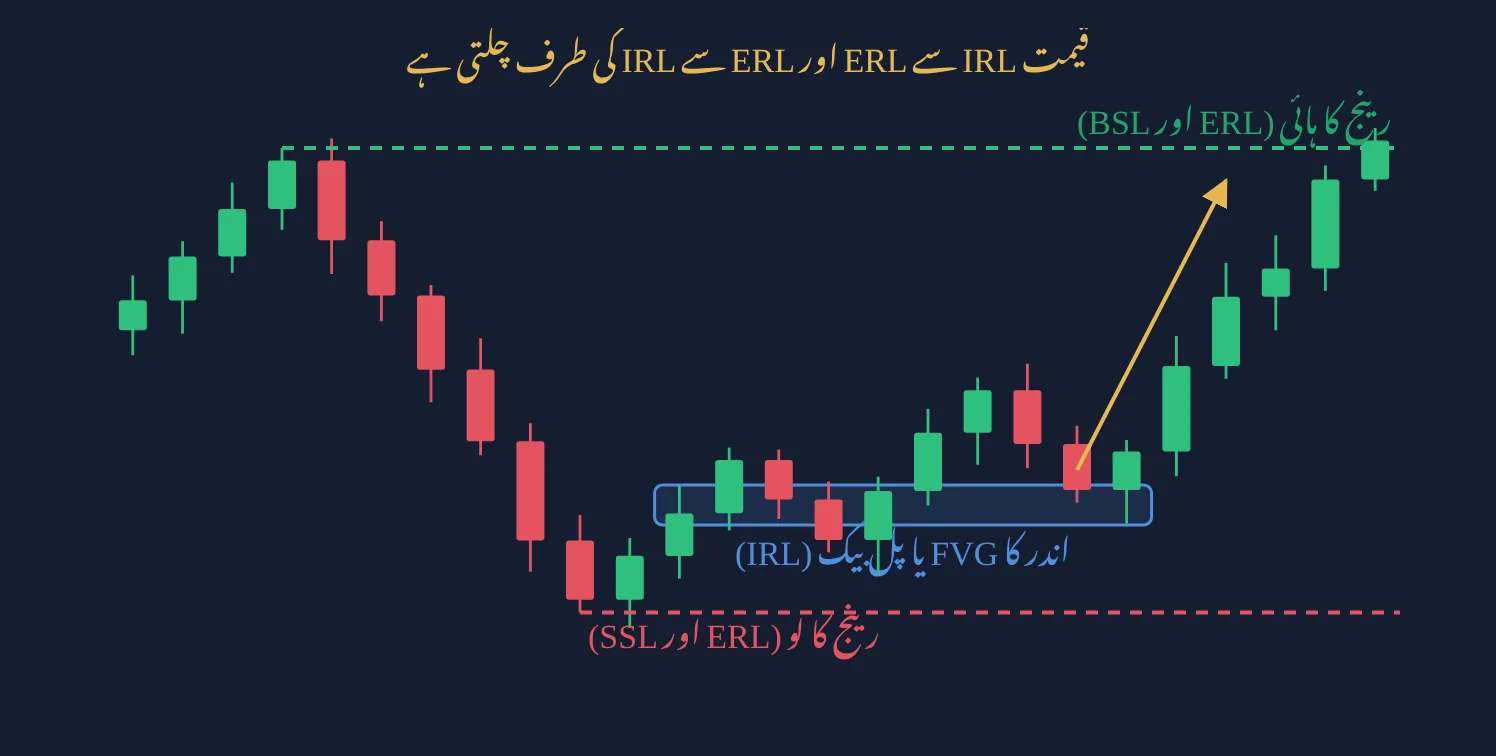 قیمت IRL سے ERL اور ERL سے IRL کی طرف چلتی ہے
رینج کا ہائی (ERL اور BSL)
اندر کا FVG یا پل بیک (IRL)
رینج کا لو (ERL اور SSL)